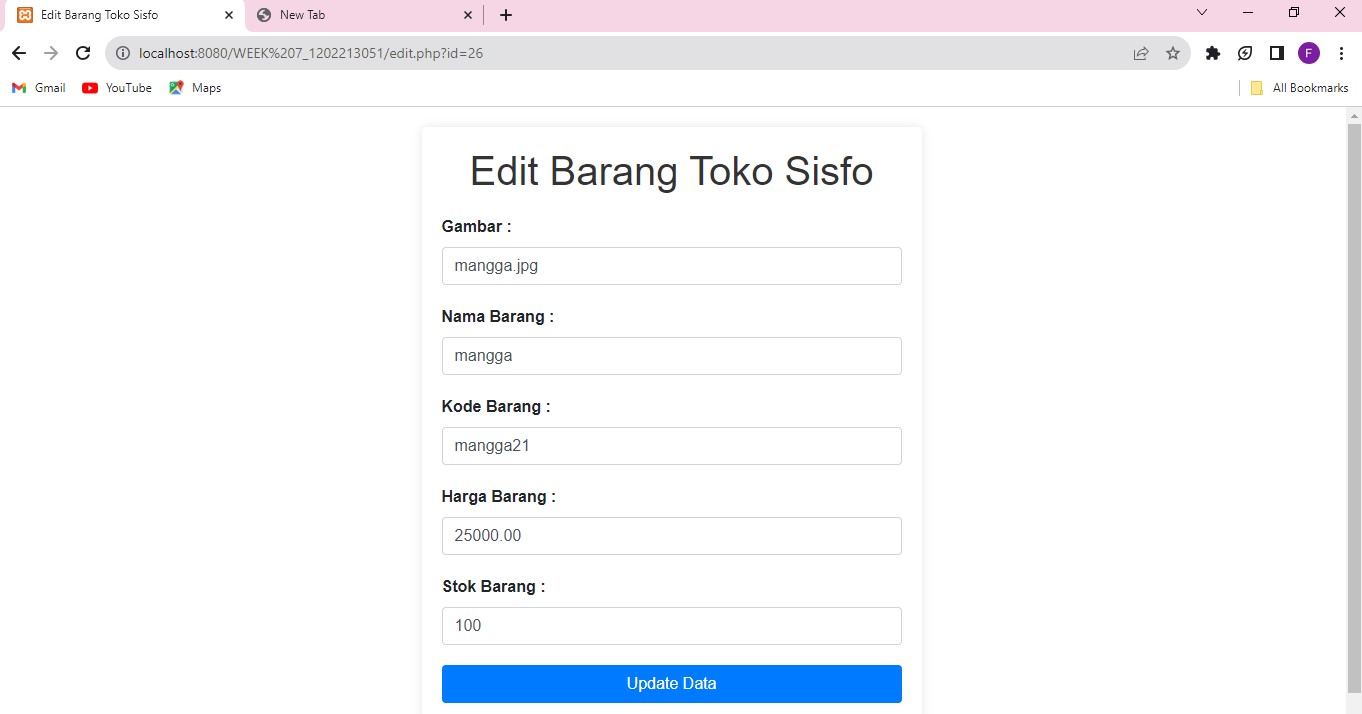 Edit Barang Toko Sisfo
New Tab
localhost:8080/WEEK%207_1202213051/edit.php?id=26
F
Gmail
YouTube
Maps
All Bookmarks
Edit Barang Toko Sisfo
Gambar :
mangga.jpg
Nama Barang :
mangga
Kode Barang :
mangga21
Harga Barang :
25000.00
Stok Barang :
100
Update Data